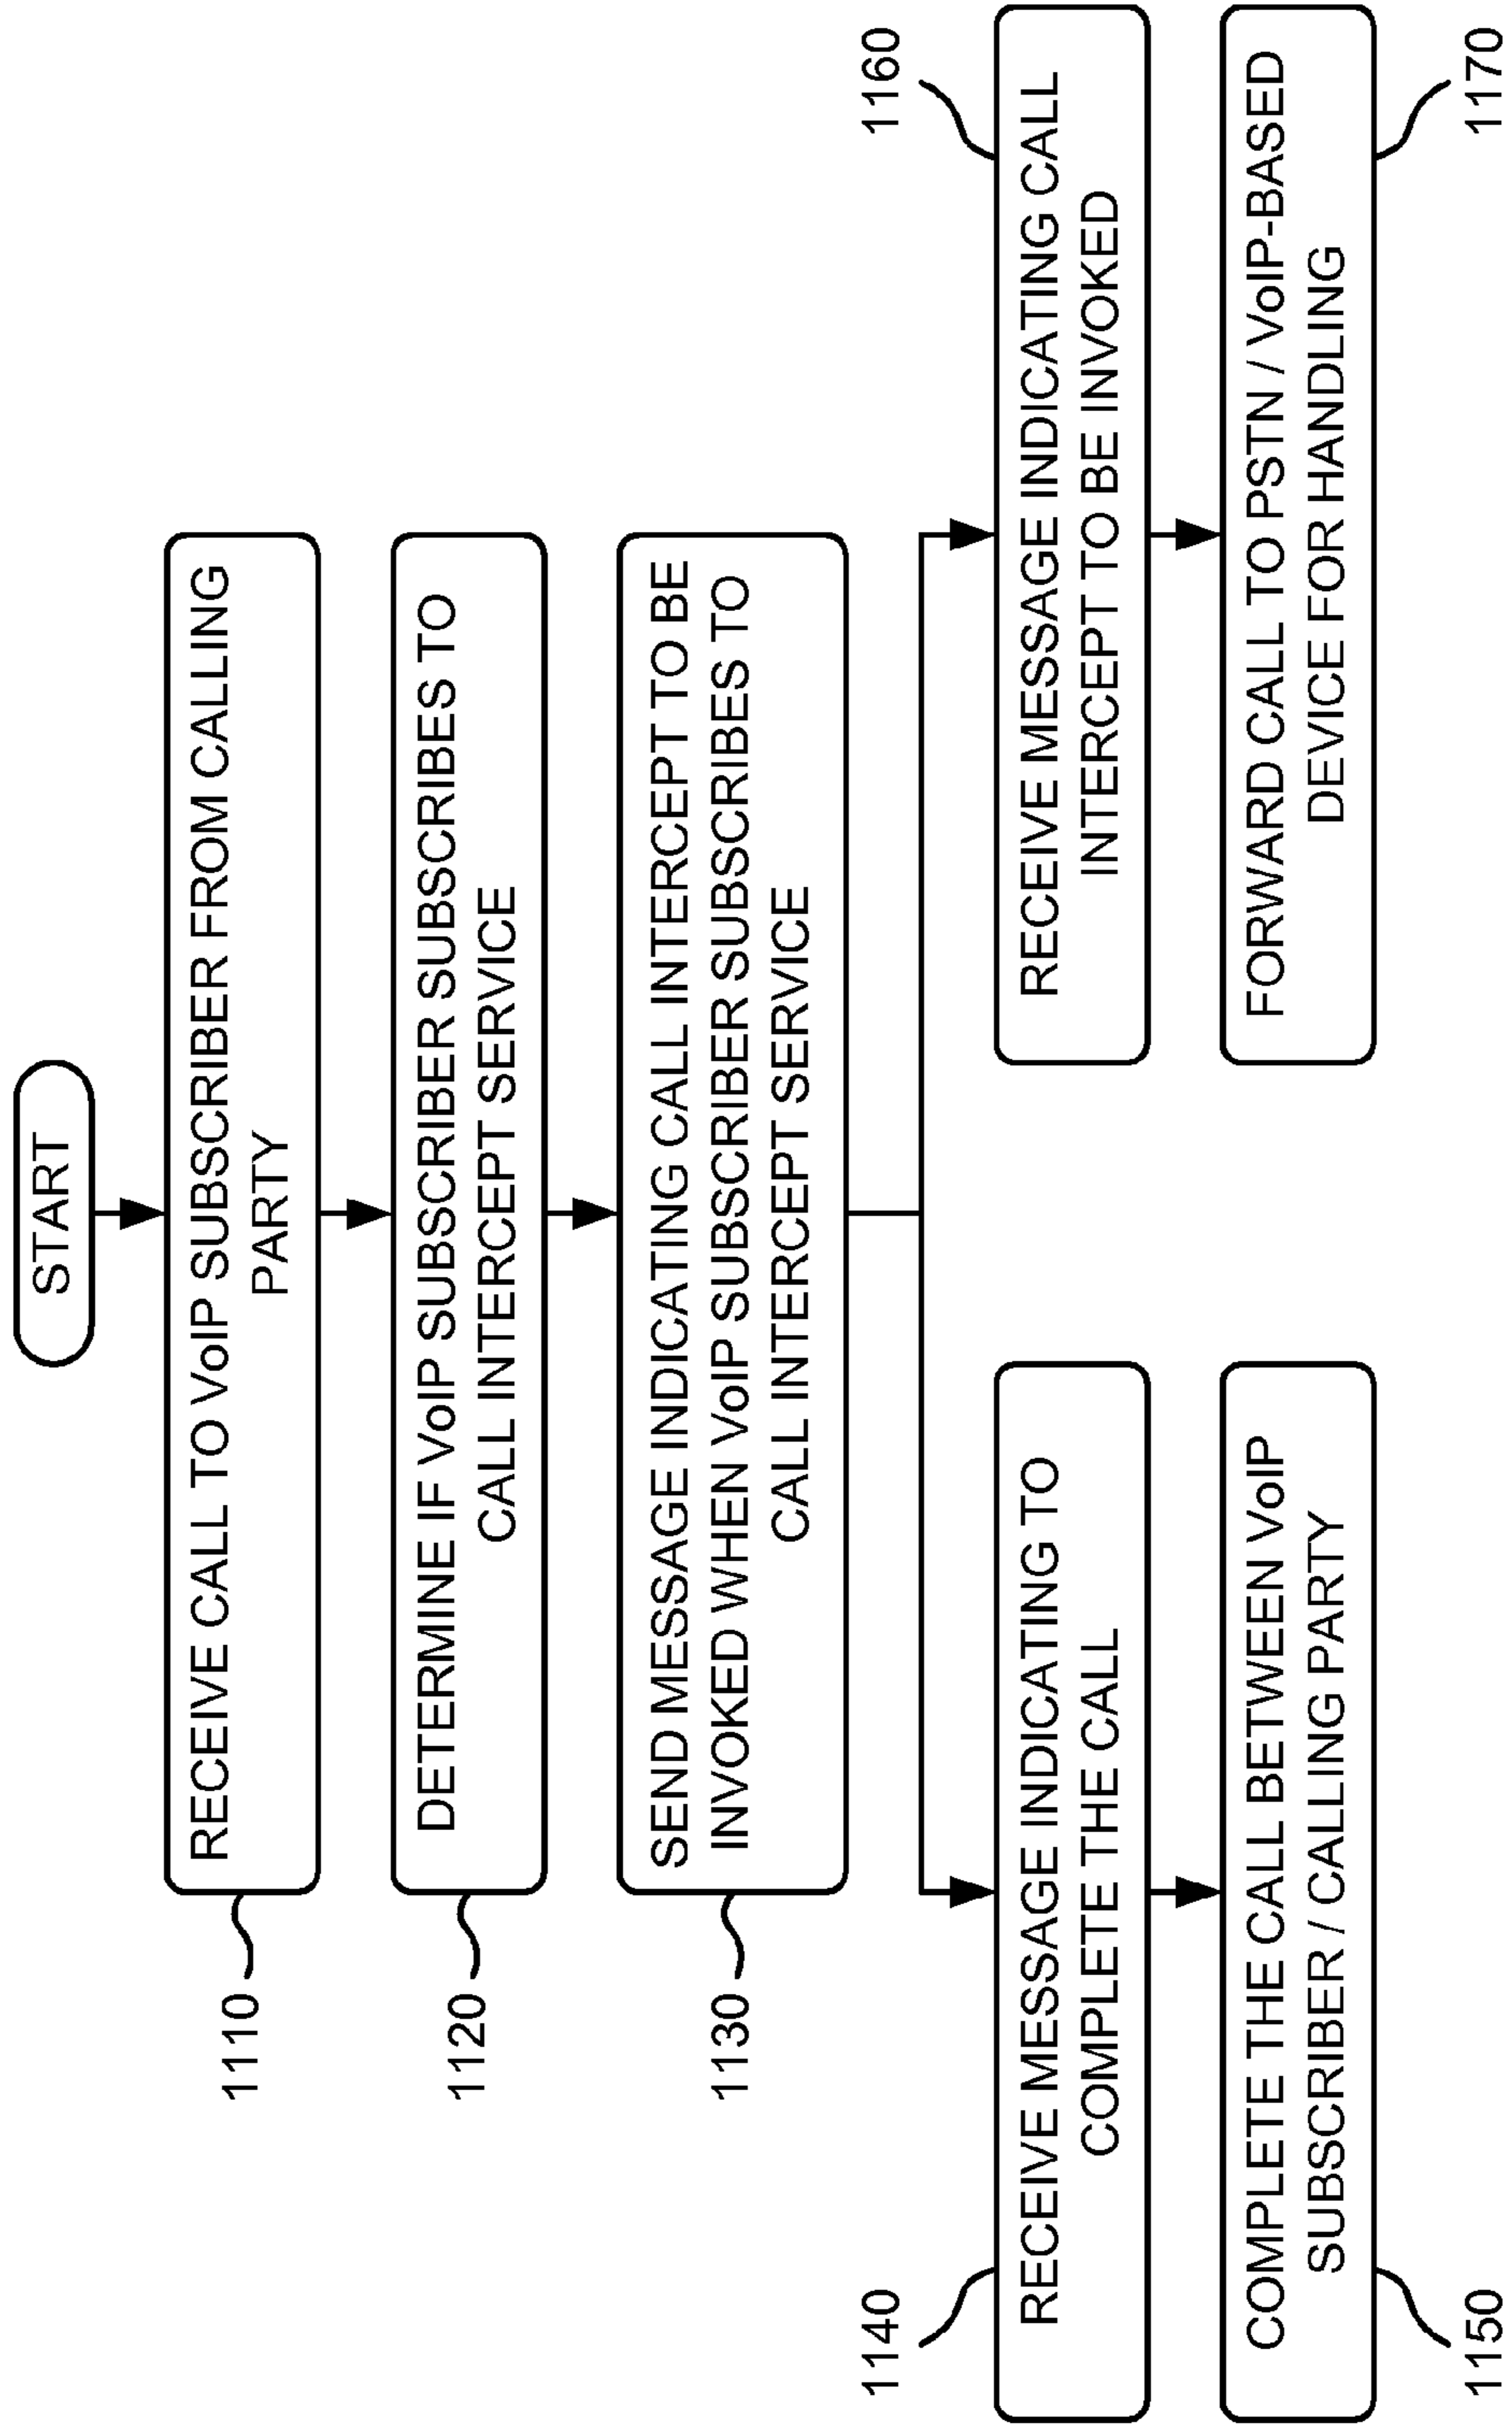 START
RECEIVE CALL TO VoIP SUBSCRIBER FROM CALLING
PARTY
1110
DETERMINE IF VoIP SUBSCRIBER SUBSCRIBES TO
CALL INTERCEPT SERVICE
1120
SEND MESSAGE INDICATING CALL INTERCEPT TO BE
INVOKED WHEN VoIP SUBSCRIBER SUBSCRIBES TO
CALL INTERCEPT SERVICE
1130
1140
RECEIVE MESSAGE INDICATING TO
COMPLETE THE CALL
COMPLETE THE CALL BETWEEN VoIP
SUBSCRIBER / CALLING PARTY
1150
1160
RECEIVE MESSAGE INDICATING CALL
INTERCEPT TO BE INVOKED
FORWARD CALL TO PSTN / VoIP-BASED
DEVICE FOR HANDLING
1170